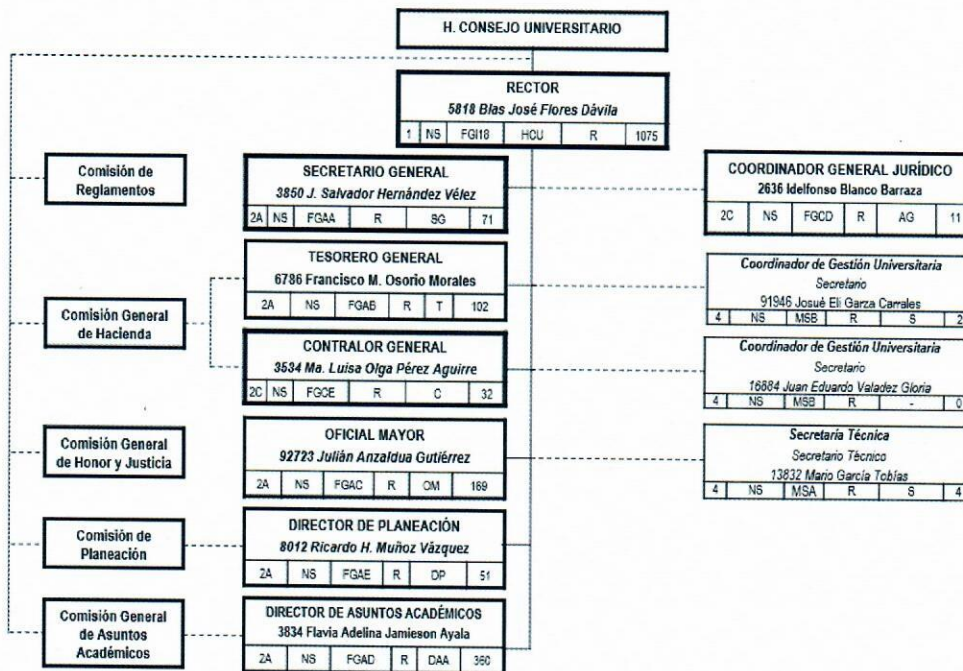 H. CONSEJO UNIVERSITARIO
RECTOR
5818 Blas José Flores Dávila
1 NS FGI18 HCU R 1075
Comisión de
Reglamentos
SECRETARIO GENERAL
3850 J. Salvador Hernández Vélez
2A NS FGAA R SG 71
COORDINADOR GENERAL JURÍDICO
2636 Idelfonso Blanco Barraza
2C NS FGCD R AG 11
Comisión General
de Hacienda
TESORERO GENERAL
6786 Francisco M. Osorio Morales
2A NS FGAB R T 102
Coordinador de Gestión Universitaria
Secretario
91946 Josué Elí Garza Carrales
4 NS MSB R S 2
CONTRALOR GENERAL
3534 Ma. Luisa Olga Pérez Aguirre
2C NS FGCE R C 32
Coordinador de Gestión Universitaria
Secretario
16884 Juan Eduardo Valadez Gloria
4 NS MSB R - 0
Comisión General
de Honor y Justicia
OFICIAL MAYOR
92723 Julián Anzaldua Gutiérrez
2A NS FGAC R OM 169
Secretaría Técnica
Secretario Técnico
13832 Mario García Tobías
4 NS MSA R S 4
Comisión de
Planeación
DIRECTOR DE PLANEACIÓN
8012 Ricardo H. Muñoz Vázquez
2A NS FGAE R DP 51
Comisión General
de Asuntos
Académicos
DIRECTOR DE ASUNTOS ACADÉMICOS
3834 Flavia Adelina Jamieson Ayala
2A NS FGAD R DAA 360